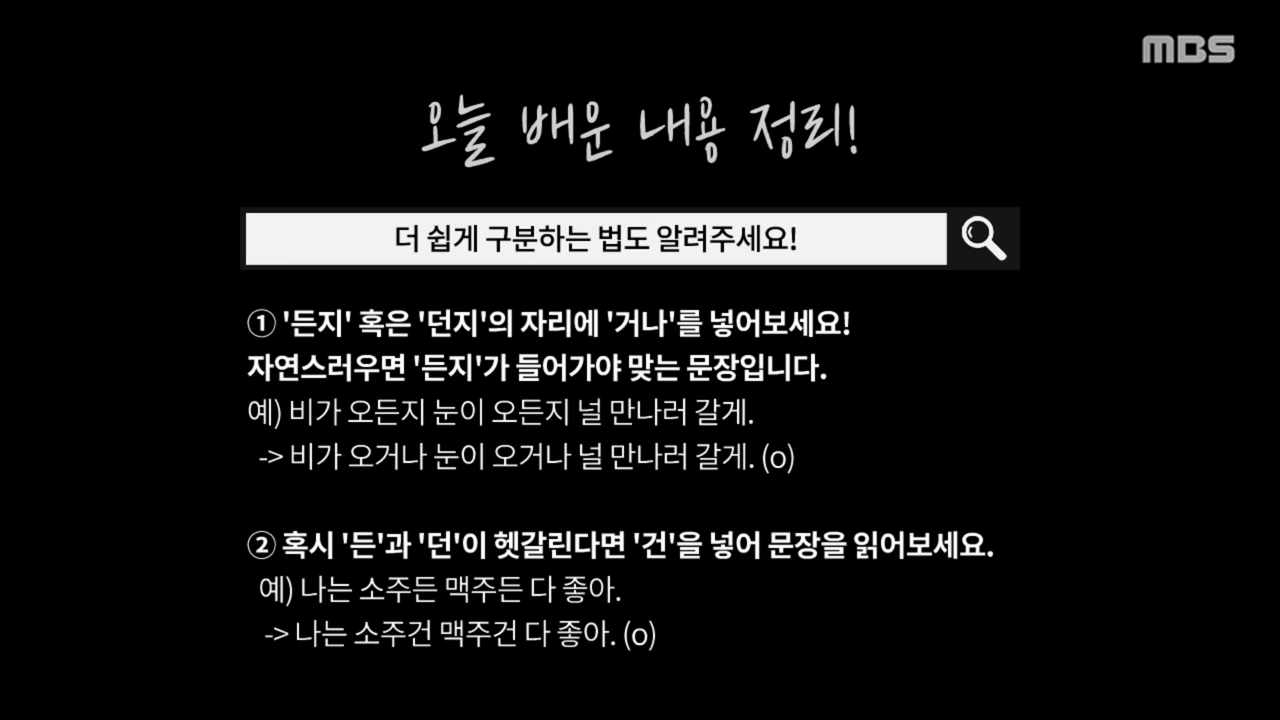 MBS
오늘 배운 내용 정리!
더 쉽게 구분하는 법도 알려주세요!
① '든지' 혹은 '던지'의 자리에 '거나'를 넣어보세요!
자연스러우면 '든지'가 들어가야 맞는 문장입니다.
예) 비가 오든지 눈이 오든지 널 만나러 갈게.
-> 비가 오거나 눈이 오거나 널 만나러 갈게. (o)
② 혹시 '든'과 '던'이 헷갈린다면 '건'을 넣어 문장을 읽어보세요.
예) 나는 소주든 맥주든 다 좋아.
-> 나는 소주건 맥주건 다 좋아. (o)